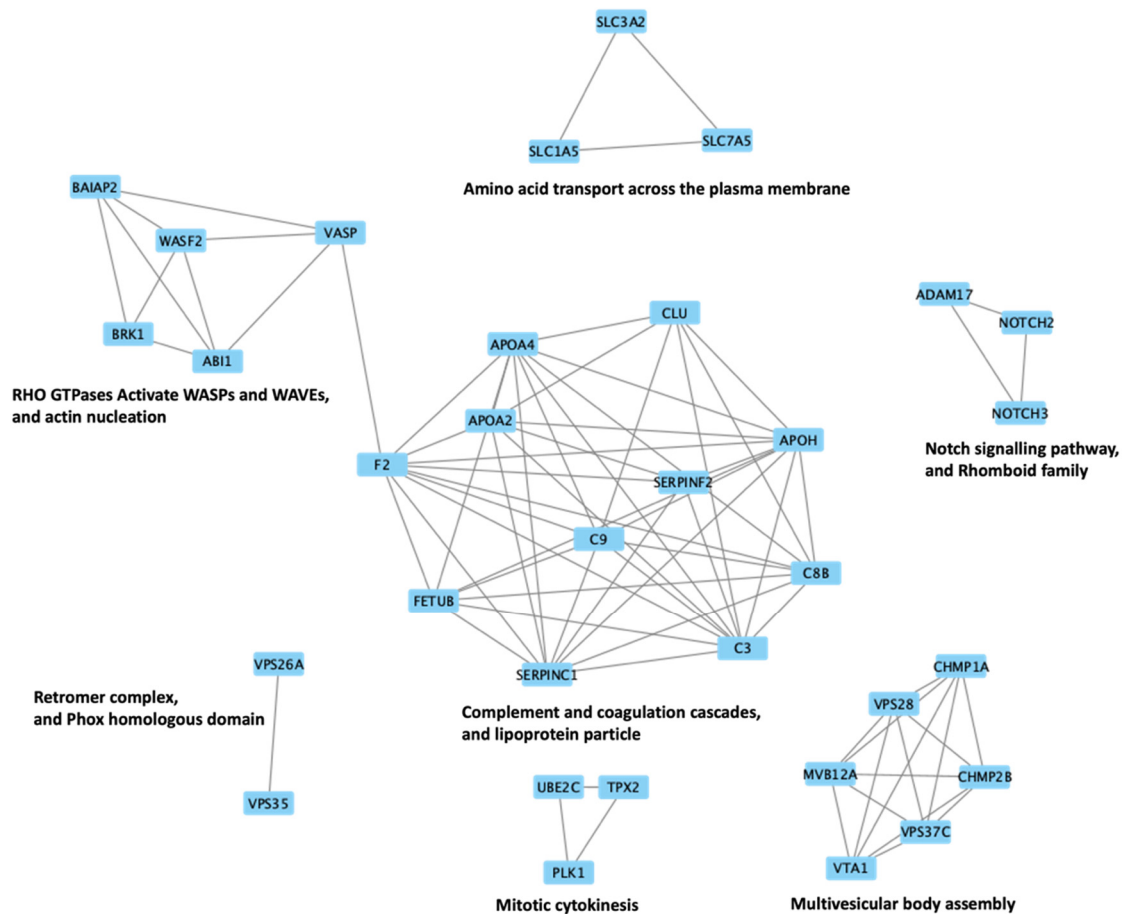 SLC3A2
SLC1A5
SLC7A5
Amino acid transport across the plasma membrane
BAIAP2
WASF2
VASP
BRK1
ABI1
RHO GTPases Activate WASPs and WAVEs,
and actin nucleation
ADAM17
NOTCH2
NOTCH3
Notch signalling pathway,
and Rhomboid family
CLU
APOA4
APOA2
APOH
F2
SERPINF2
C9
C8B
FETUB
C3
SERPINC1
Complement and coagulation cascades,
and lipoprotein particle
VPS26A
Retromer complex,
and Phox homologous domain
VPS35
UBE2C
TPX2
PLK1
Mitotic cytokinesis
CHMP1A
VPS28
MVB12A
CHMP2B
VPS37C
VTA1
Multivesicular body assembly